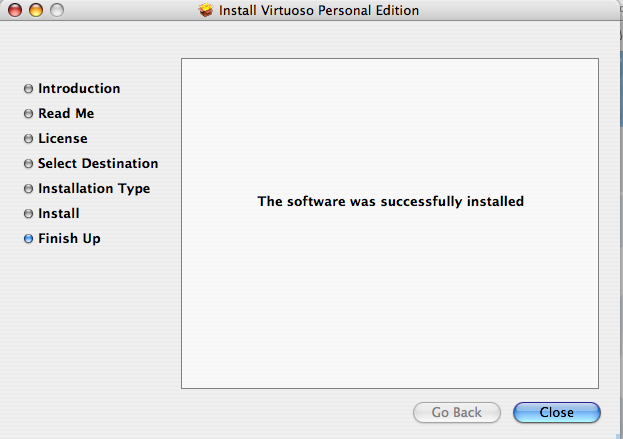 Install Virtuoso Personal Edition
Introduction
Read Me
License
Select Destination
Installation Type
Install
Finish Up
The software was successfully installed
Go Back
Close